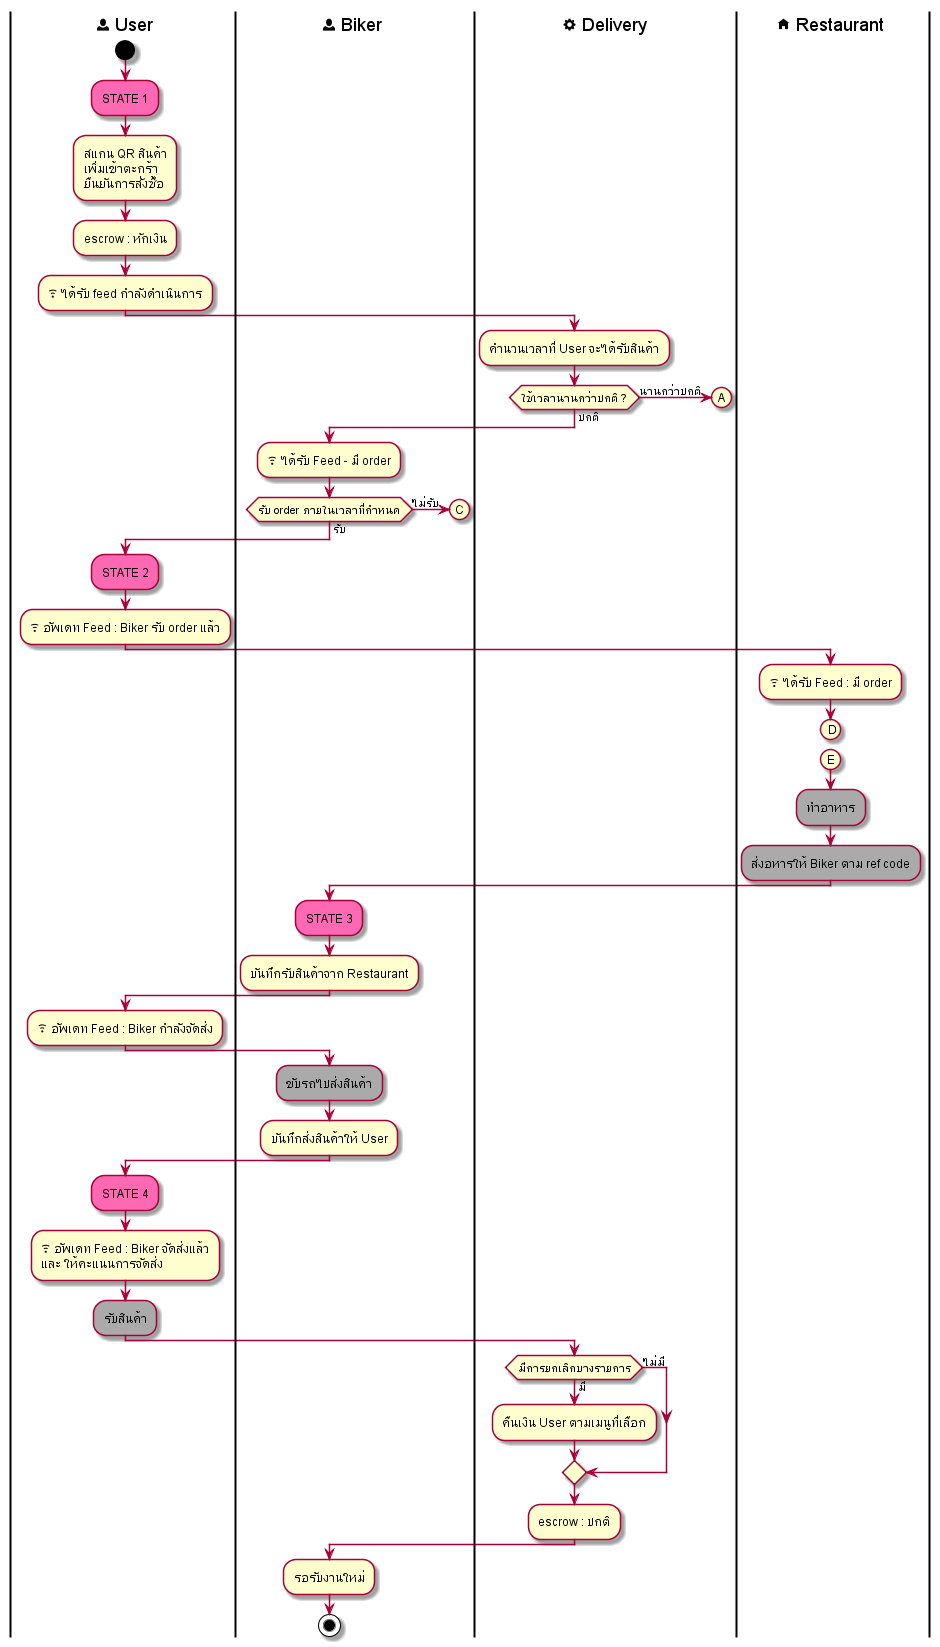 User
Biker
Delivery
Restaurant
STATE 1
สแกน QR สินค้า
เพิ่มเข้าตะกร้า
ยืนยันการสั่งซื้อ
escrow : หักเงิน
ได้รับ feed กำลังดำเนินการ
คำนวนเวลาที่ User จะได้รับสินค้า
ใช้เวลานานกว่าปกติ ?
นานกว่าปกติ
A
ปกติ
ได้รับ Feed - มี order
รับ order ภายในเวลาที่กำหนด
ไม่รับ
C
รับ
STATE 2
อัพเดท Feed : Biker รับ order แล้ว
ได้รับ Feed : มี order
D
E
ทำอาหาร
ส่งอหารให้ Biker ตาม ref code
STATE 3
บันทึกรับสินค้าจาก Restaurant
อัพเดท Feed : Biker กำลังจัดส่ง
ขับรถไปส่งสินค้า
บันทึกส่งสินค้าให้ User
STATE 4
อัพเดท Feed : Biker จัดส่งแล้ว
และ ให้คะแนนการจัดส่ง
รับสินค้า
มีการยกเลิกบางรายการ
ไม่มี
มี
คืนเงิน User ตามเมนูที่เลือก
escrow : ปกติ
รอรับงานใหม่